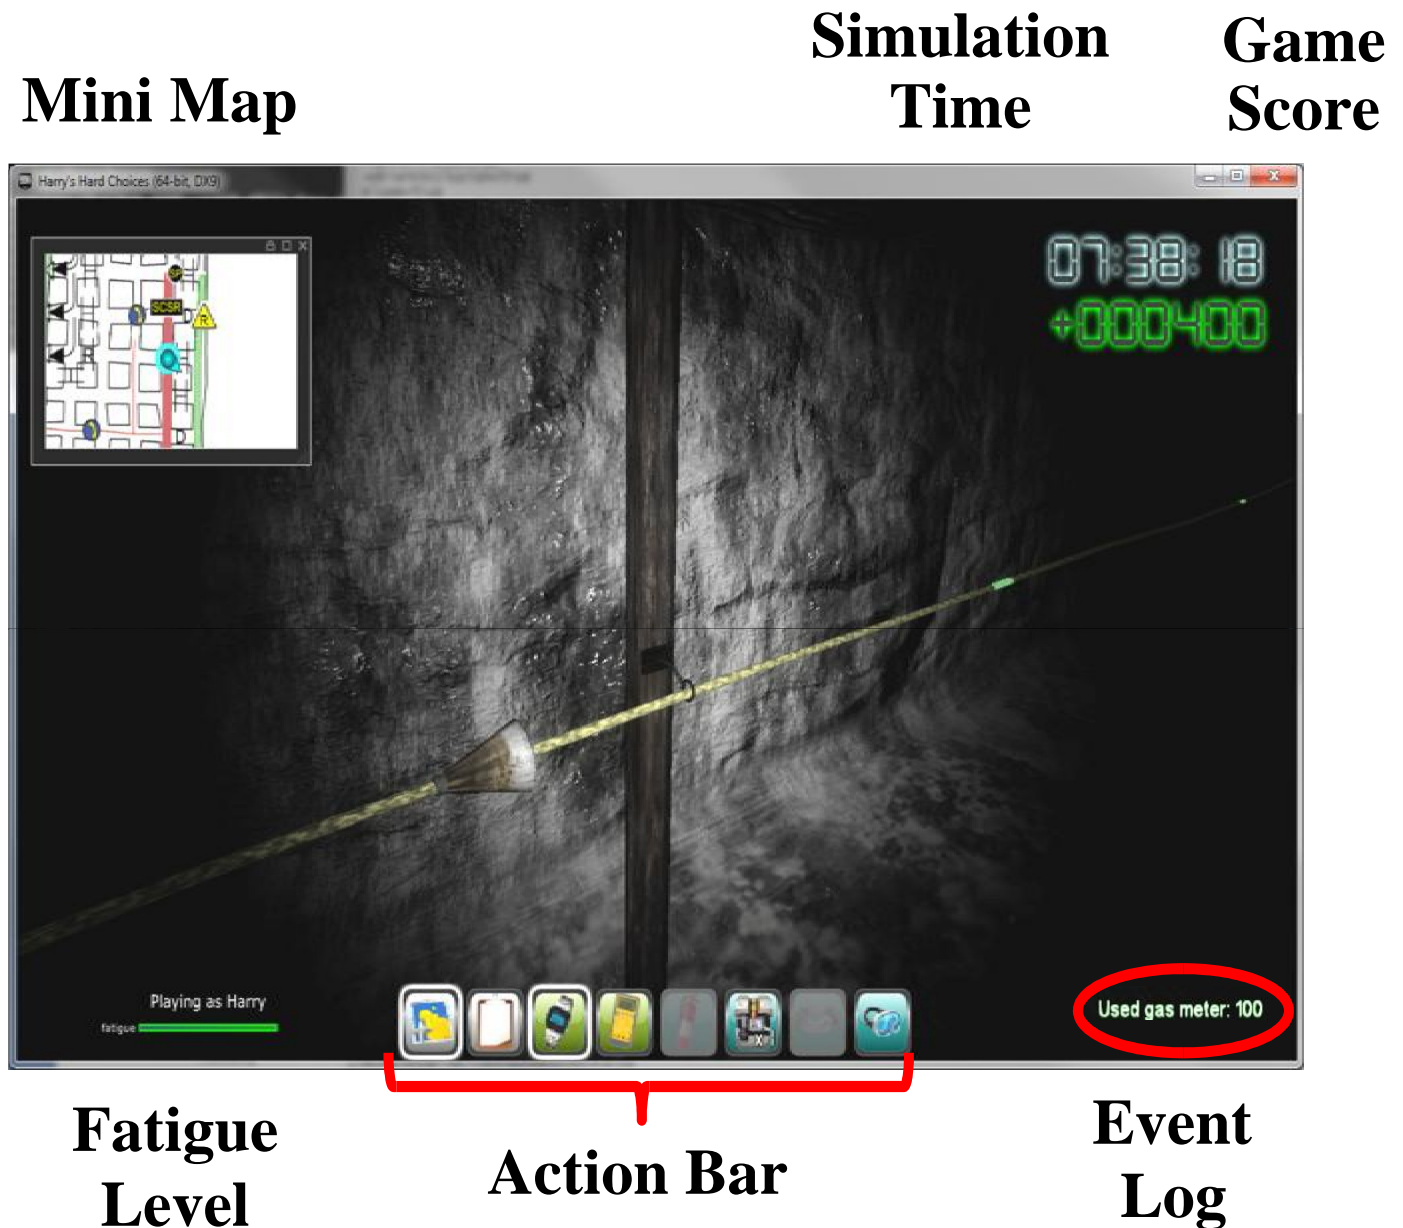 Simulation
Time
Game
Score
Mini Map
Harry's Hard Choices (64-bit, DX9)
07:38:18
+000400
SP
SCSR
R
Playing as Harry
fatigue
Used gas meter: 100
Fatigue
Level
Action Bar
Event
Log